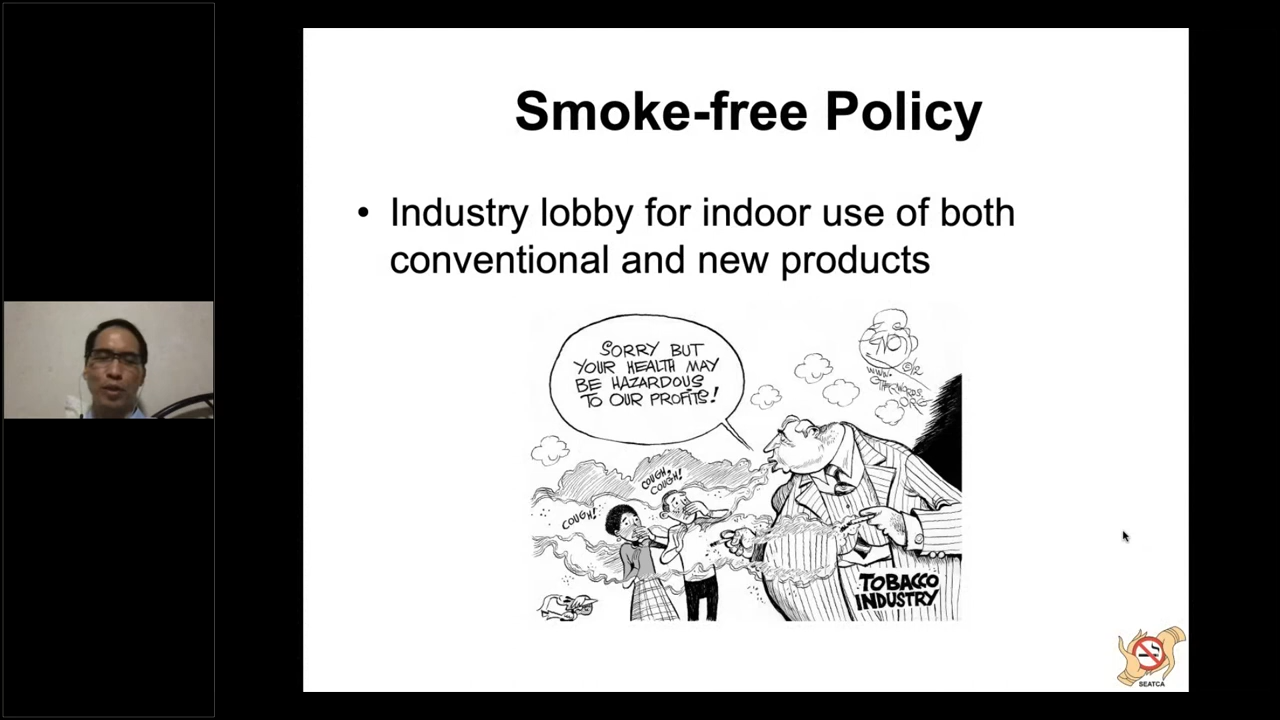 Smoke-free Policy
• Industry lobby for indoor use of both
conventional and new products
SORRY BUT
YOUR HEALTH MAY
BE HAZARDOUS
TO OUR PROFITS!
COUGH,
COUGH!
COUGH!
TOBACCO
INDUSTRY
SEATCA